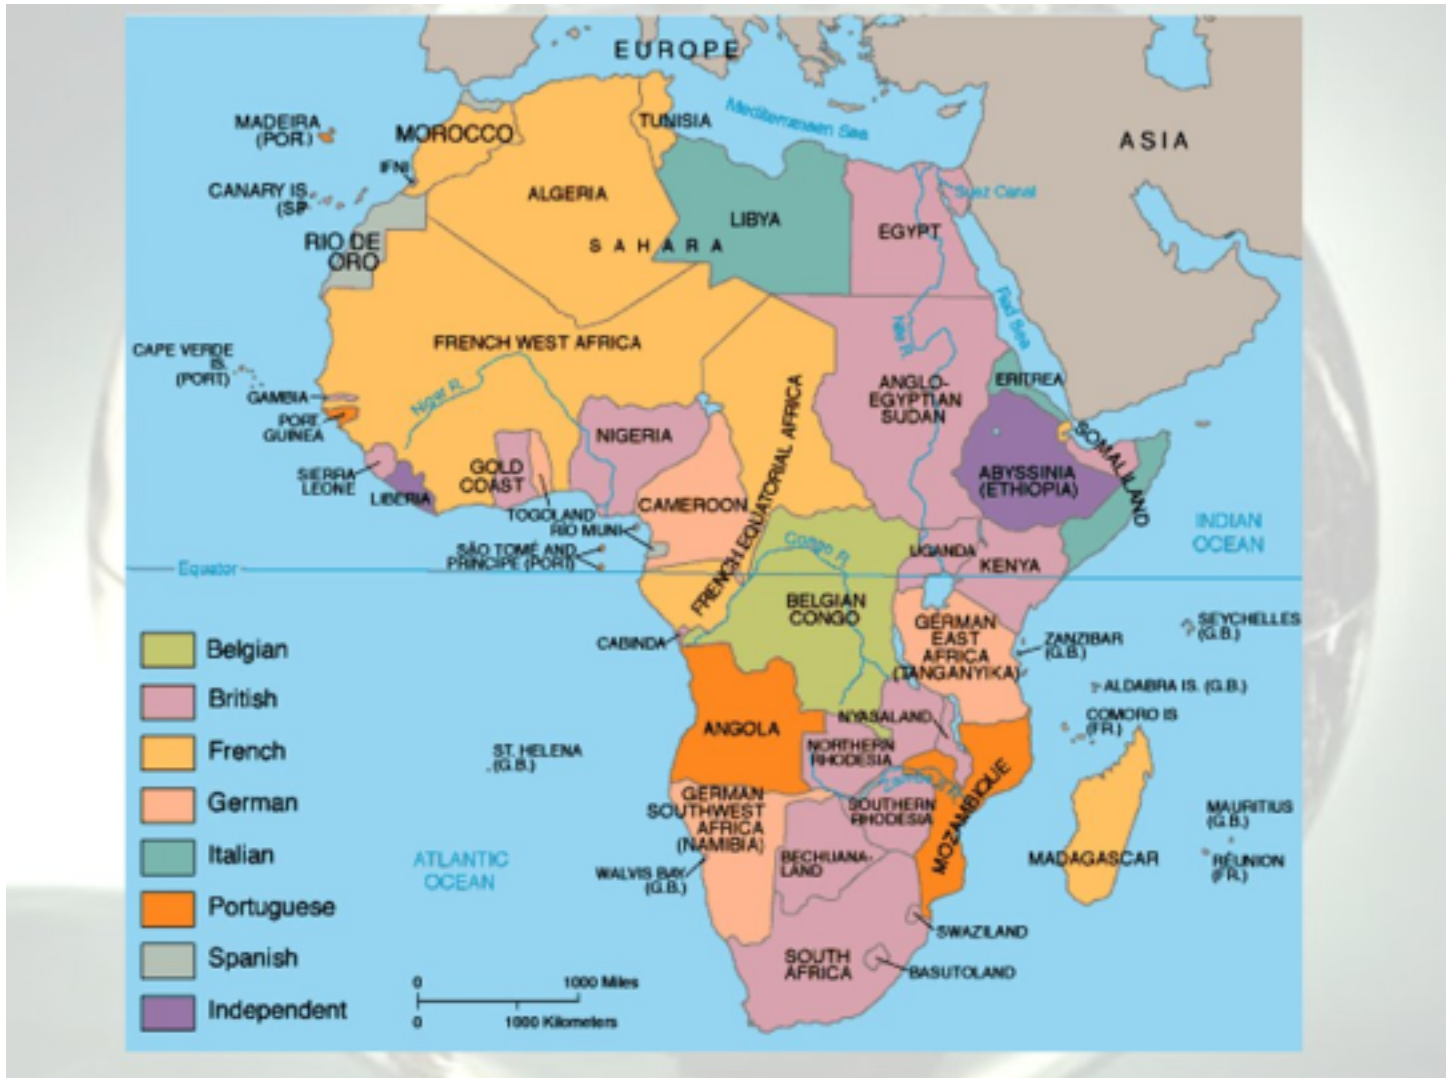 EUROPE
ASIA
Mediterranean Sea
MADEIRA
(POR.)
MOROCCO
TUNISIA
IFNI
CANARY IS.
(SP.
ALGERIA
LIBYA
EGYPT
Suez Canal
SAHARA
RIO DE
ORO
Red Sea
Nile R.
FRENCH WEST AFRICA
CAPE VERDE
IS.
(PORT.)
GAMBIA
PORT.
GUINEA
Niger R.
ANGLO-
EGYPTIAN
SUDAN
ERITREA
FRENCH EQUATORIAL AFRICA
NIGERIA
SIERRA
LEONE
LIBERIA
GOLD
COAST
TOGOLAND
CAMEROON
ABYSSINIA
(ETHIOPIA)
SOMALILAND
RIO MUNI
SÃO TOMÉ AND
PRINCIPE (PORT)
INDIAN
OCEAN
Equator
Congo R.
UGANDA
KENYA
BELGIAN
CONGO
CABINDA
GERMAN
EAST
AFRICA
(TANGANYIKA)
ZANZIBAR
(G.B.)
SEYCHELLES
(G.B.)
ALDABRA IS. (G.B.)
COMORO IS
(FR.)
ANGOLA
NYASALAND
NORTHERN
RHODESIA
ST. HELENA
(G.B.)
GERMAN
SOUTHWEST
AFRICA
(NAMIBIA)
SOUTHERN
RHODESIA
MOZAMBIQUE
MADAGASCAR
MAURITIUS
(G.B.)
RÉUNION
(FR.)
WALVIS BAY
(G.B.)
BECHUANA-
LAND
ATLANTIC
OCEAN
SWAZILAND
SOUTH
AFRICA
BASUTOLAND
Belgian
British
French
German
Italian
Portuguese
Spanish
Independent
0 1000 Miles
0 1000 Kilometers